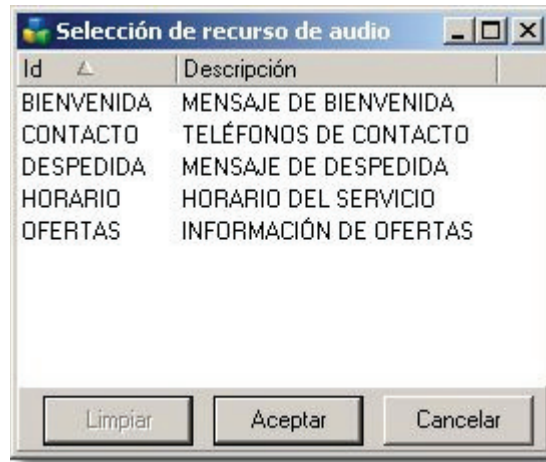 Selección de recurso de audio
Id Descripción
BIENVENIDA MENSAJE DE BIENVENIDA
CONTACTO TELÉFONOS DE CONTACTO
DESPEDIDA MENSAJE DE DESPEDIDA
HORARIO HORARIO DEL SERVICIO
OFERTAS INFORMACIÓN DE OFERTAS
Limpiar Aceptar Cancelar